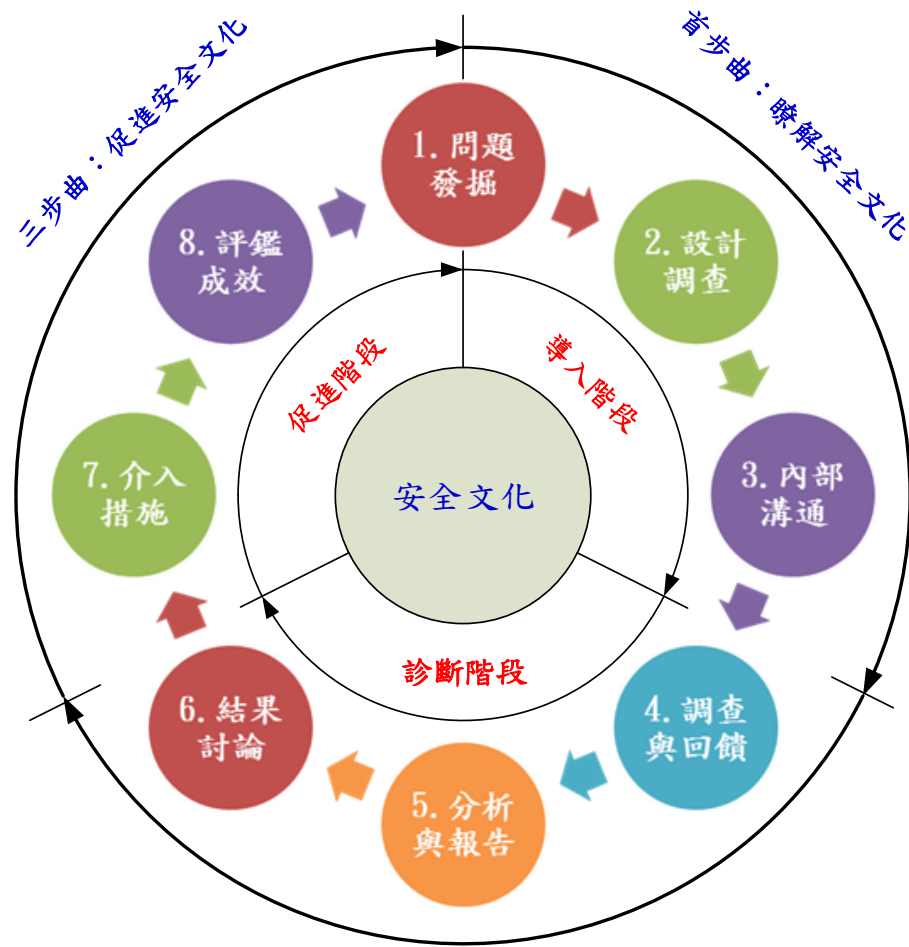 首步曲：瞭解安全文化
三步曲：促進安全文化
1.問題
發掘
2.設計
調查
3.內部
溝通
4.調查
與回饋
5.分析
與報告
6.結果
討論
7.介入
措施
8.評鑑
成效
導入階段
診斷階段
促進階段
安全文化